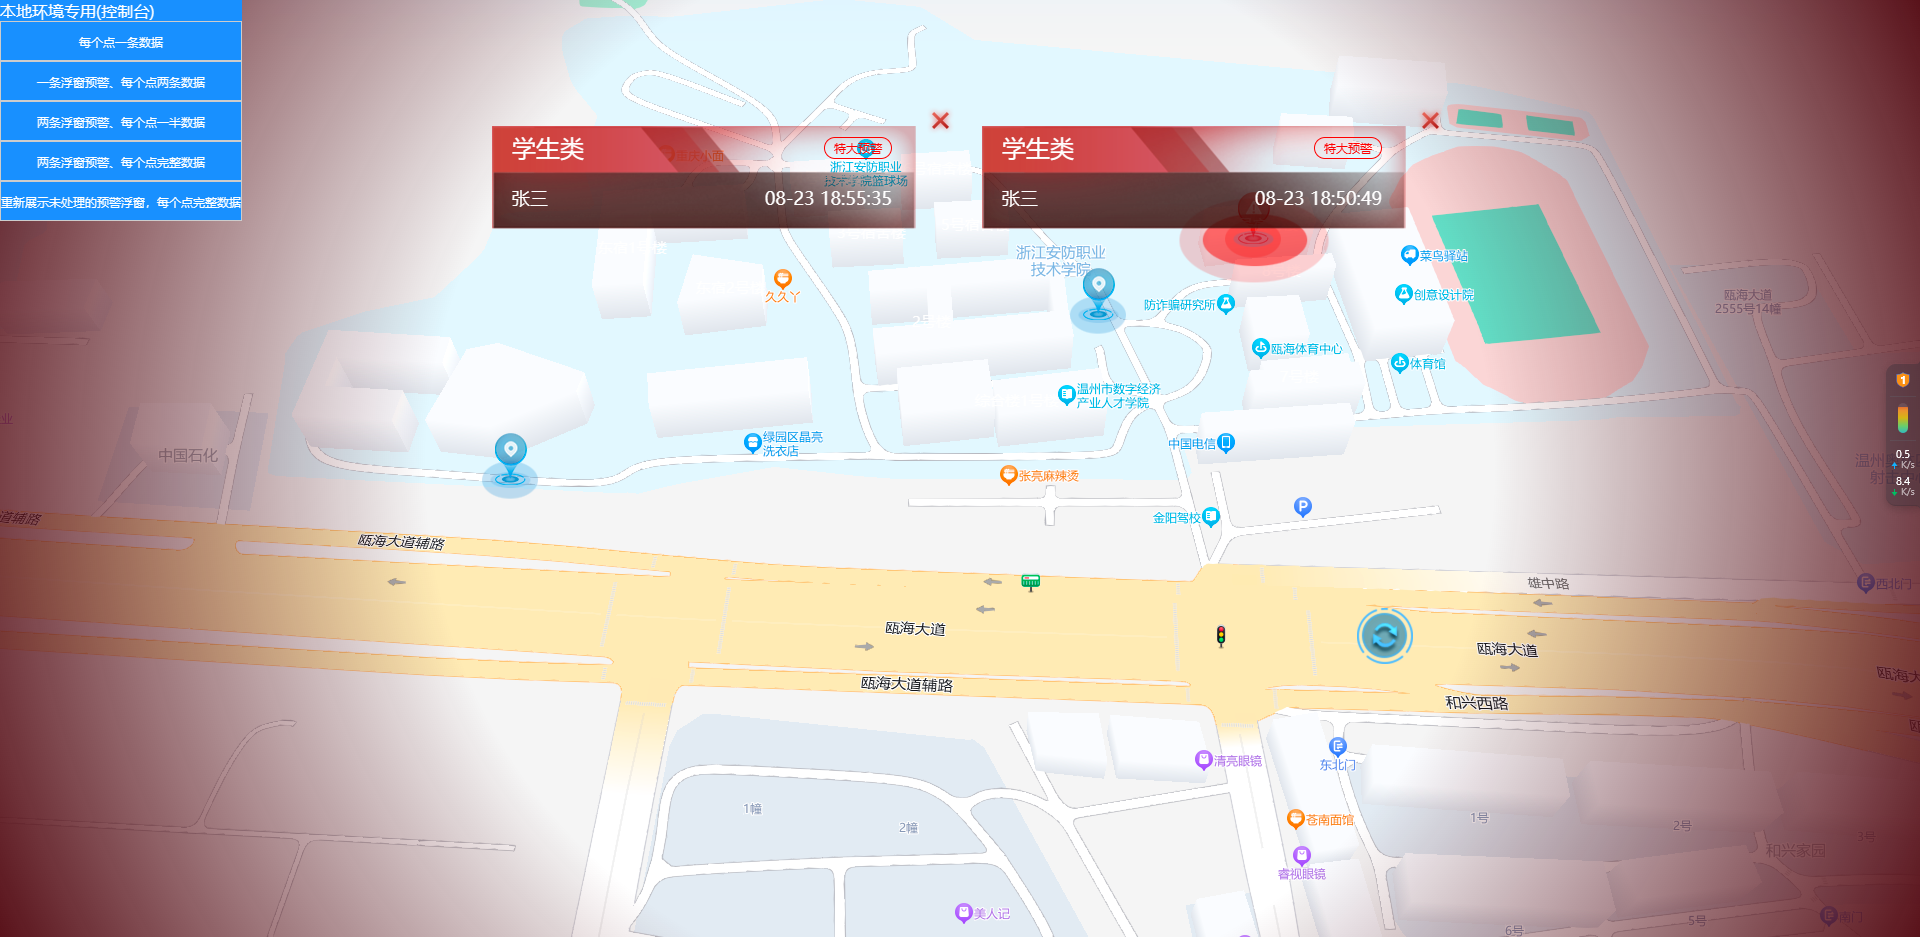 本地环境专用(控制台)
每个点一条数据
一条浮窗预警、每个点两条数据
两条浮窗预警、每个点一半数据
两条浮窗预警、每个点完整数据
重新展示未处理的预警浮窗，每个点完整数据
学生类
特大预警
张三
08-23 18:55:35
学生类
特大预警
张三
08-23 18:50:49
重庆小面
浙江安防职业
技术学院篮球场
浙江安防职业
技术学院
久久丫
防诈骗研究所
菜鸟驿站
创意设计院
瓯海体育中心
体育馆
瓯海大道
2555号14幢
温州市数字经济
产业人才学院
绿园区晶亮
洗衣店
中国电信
中国石化
张亮麻辣烫
金阳驾校
P
1
0.5
K/s
8.4
K/s
业
道辅路
瓯海大道辅路
雄中路
西北门
瓯海大道
瓯海大道
瓯海大道辅路
和兴西路
瓯海大
清亮眼镜
东北门
1幢
2幢
苍南面馆
1号
2号
3号
和兴家园
睿视眼镜
美人记
5号
6号
南门